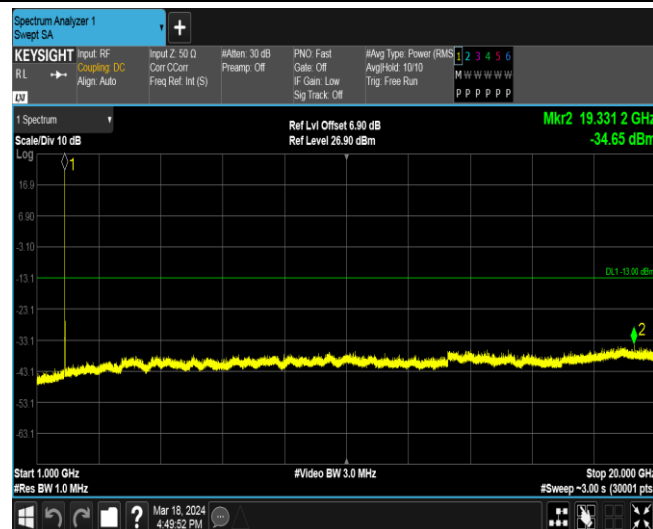 Spectrum Analyzer 1
Swept SA
+
KEYSIGHT
RL
LXI
Input: RF
Coupling: DC
Align: Auto
Input Z: 50 Ω
Corr CCorr
Freq Ref: Int (S)
#Atten: 30 dB
Preamp: Off
PNO: Fast
Gate: Off
IF Gain: Low
Sig Track: Off
#Avg Type: Power (RMS
Avg|Hold: 10/10
Trig: Free Run
1 2 3 4 5 6
M W W W W W
P P P P P P
1 Spectrum
Scale/Div 10 dB
Log
Ref Lvl Offset 6.90 dB
Ref Level 26.90 dBm
Mkr2 19.331 2 GHz
-34.65 dBm
1
16.9
6.90
-3.10
-13.1
DL1 -13.00 dBm
-23.1
-33.1
2
-43.1
-53.1
-63.1
Start 1.000 GHz
#Res BW 1.0 MHz
#Video BW 3.0 MHz
Stop 20.000 GHz
#Sweep ~3.00 s (30001 pts)
?
Mar 18, 2024
4:49:52 PM